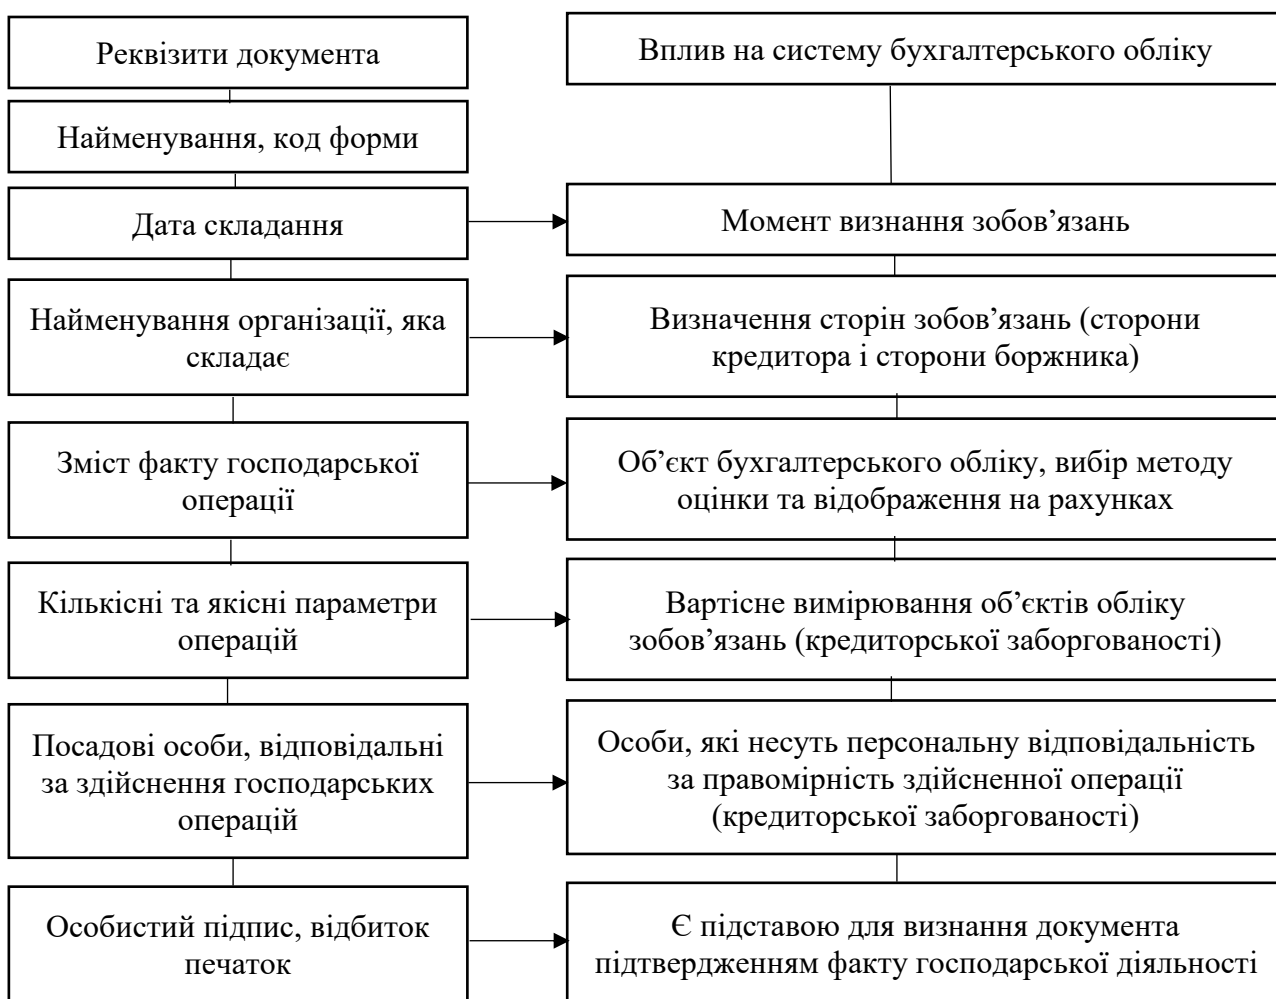 Реквізити документа
Вплив на систему бухгалтерського обліку
Найменування, код форми
Дата складання
Момент визнання зобов’язань
Найменування організації, яка
складає
Визначення сторін зобов’язань (сторони
кредитора і сторони боржника)
Зміст факту господарської
операції
Об’єкт бухгалтерського обліку, вибір методу
оцінки та відображення на рахунках
Кількісні та якісні параметри
операцій
Вартісне вимірювання об’єктів обліку
зобов’язань (кредиторської заборгованості)
Посадові особи, відповідальні
за здійснення господарських
операцій
Особи, які несуть персональну відповідальність
за правомірність здійсненної операції
(кредиторської заборгованості)
Особистий підпис, відбиток
печаток
Є підставою для визнання документа
підтвердженням факту господарської діяльності